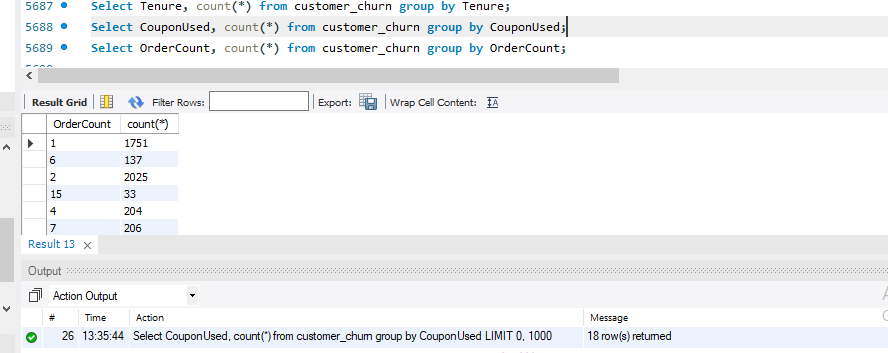 5687 Select Tenure, count(*) from customer_churn group by Tenure;
5688 Select CouponUsed, count(*) from customer_churn group by CouponUsed;
5689 Select OrderCount, count(*) from customer_churn group by OrderCount;
Result Grid Filter Rows: Export: Wrap Cell Content:
OrderCount count(*)
1 1751
6 137
2 2025
15 33
4 204
7 206
Result 13
Output
Action Output
# Time Action Message
26 13:35:44 Select CouponUsed, count(*) from customer_churn group by CouponUsed LIMIT 0, 1000 18 row(s) returned